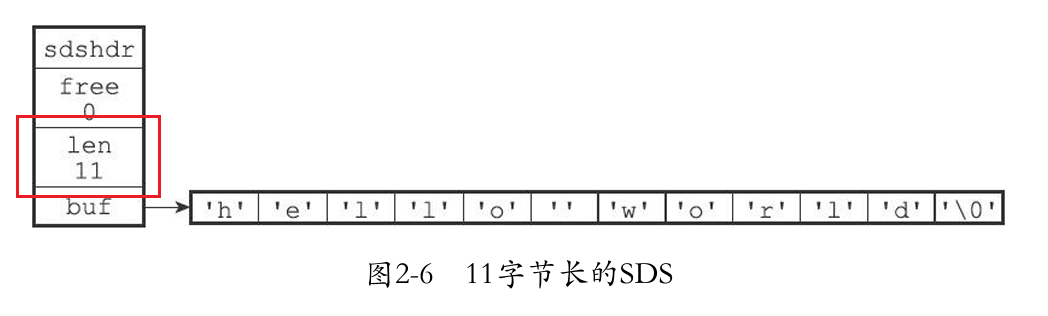 sdshdr
free
0
len
11
buf
'h' 'e' 'l' 'l' 'o' ' ' 'w' 'o' 'r' 'l' 'd' '\0'
图2-6 11字节长的SDS